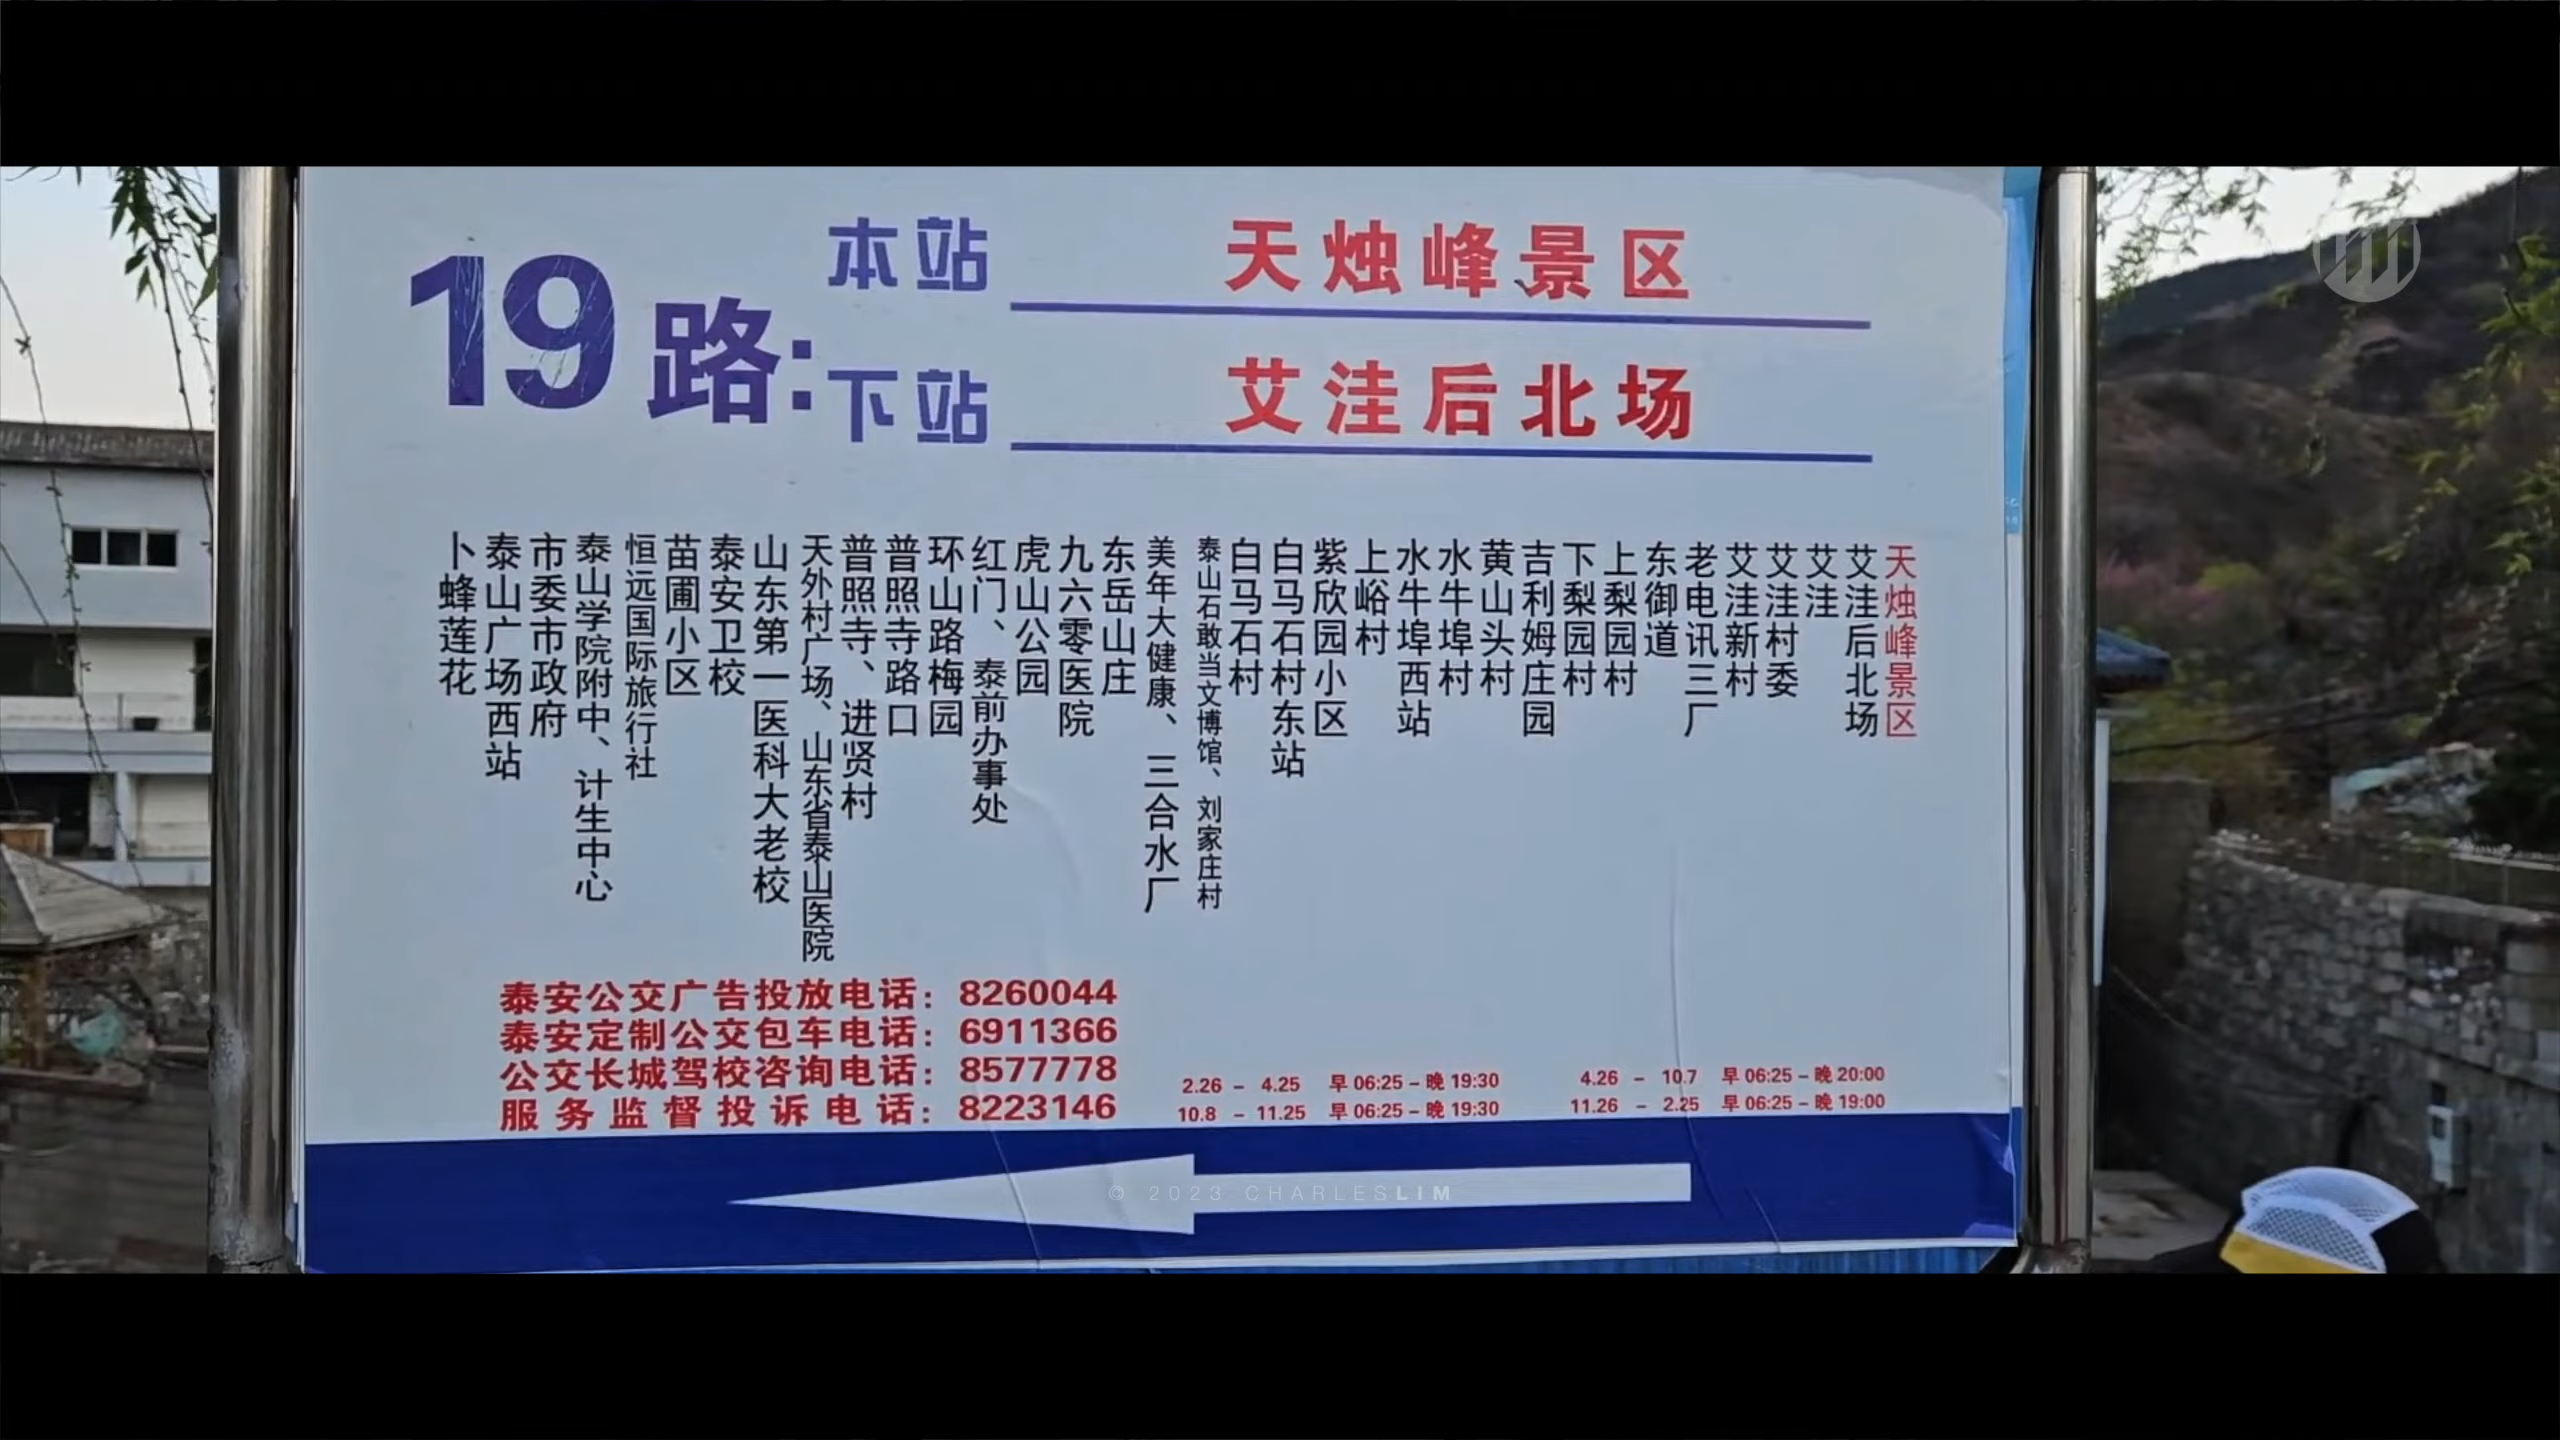 19路:
本站 天烛峰景区
下站 艾洼后北场
卜蜂莲花
泰山广场西站
市委市政府
泰山学院附中、计生中心
恒远国际旅行社
苗圃小区
泰安卫校
山东第一医科大老校
天外村广场、山东省泰山医院
普照寺、进贤村
普照寺路口
环山路梅园
红门、泰前办事处
虎山公园
九六零医院
东岳山庄
美年大健康、三合水厂
泰山石敢当文博馆、刘家庄村
白马石村
白马石村东站
紫欣园小区
上峪村
水牛埠西站
水牛埠村
黄山头村
吉利姆庄园
下梨园村
上梨园村
东御道
老电讯三厂
艾洼新村
艾洼村委
艾洼
艾洼后北场
天烛峰景区
泰安公交广告投放电话：8260044
泰安定制公交包车电话：6911366
公交长城驾校咨询电话：8577778
服务监督投诉电话：8223146
2.26 - 4.25 早06:25-晚19:30
10.8 - 11.25 早06:25-晚19:30
4.26 - 10.7 早06:25-晚20:00
11.26 - 2.25 早06:25-晚19:00
© 2023 CHARLESLIM